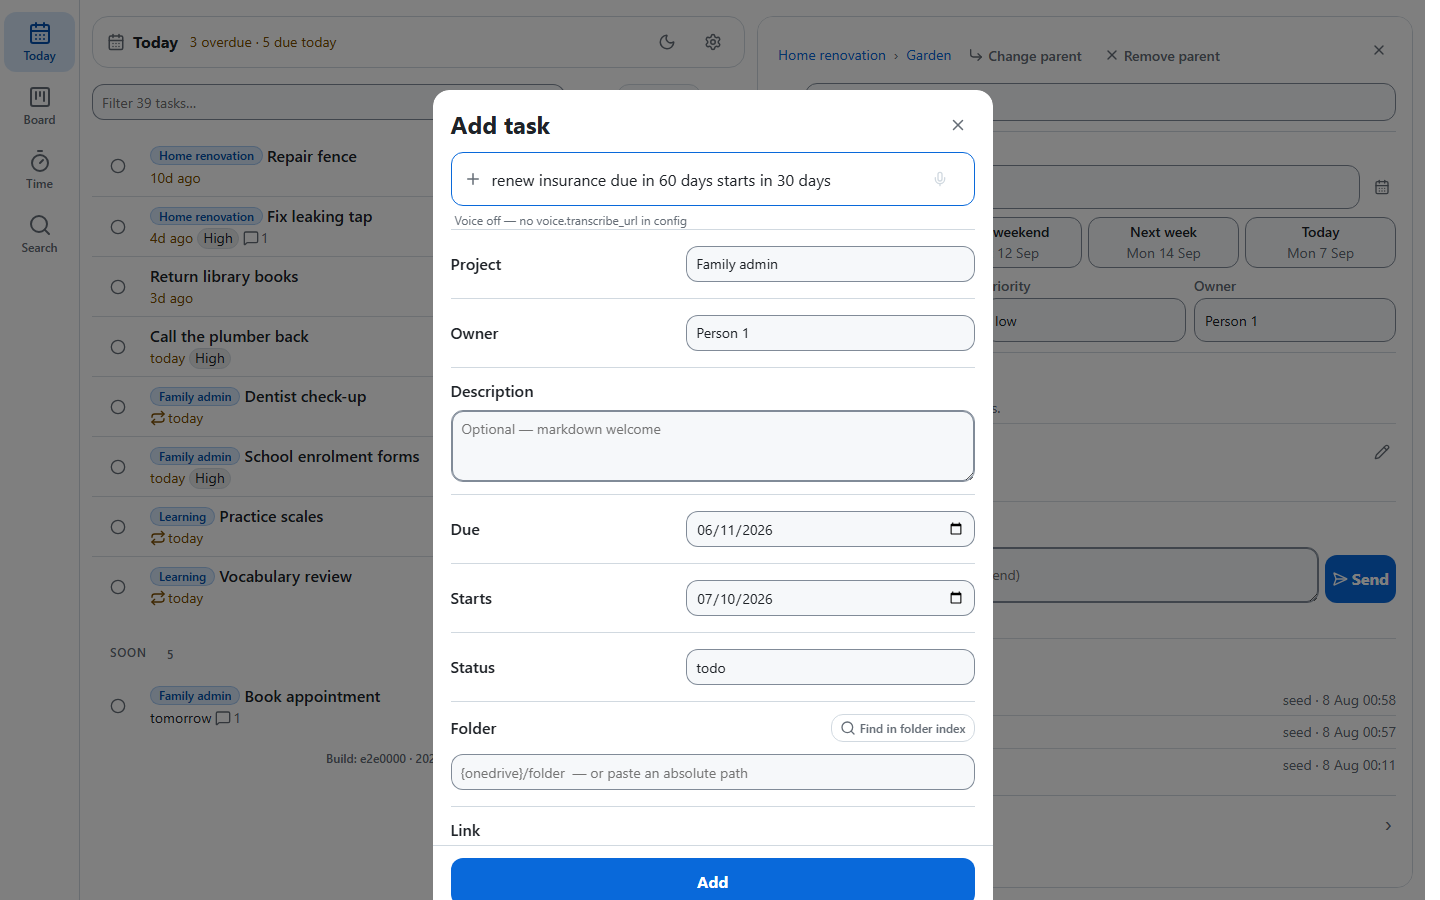 Today
Board
Time
Search
Today 3 overdue · 5 due today
Filter 39 tasks...
Home renovation Repair fence
10d ago
Home renovation Fix leaking tap
4d ago High 1
Return library books
3d ago
Call the plumber back
today High
Family admin Dentist check-up
today
Family admin School enrolment forms
today High
Learning Practice scales
today
Learning Vocabulary review
today
SOON 5
Family admin Book appointment
tomorrow 1
Build: e2e0000 · 202
Add task
renew insurance due in 60 days starts in 30 days
Voice off — no voice.transcribe_url in config
Project Family admin
Owner Person 1
Description
Optional — markdown welcome
Due 06/11/2026
Starts 07/10/2026
Status todo
Folder Find in folder index
{onedrive}/folder — or paste an absolute path
Link
Add
Home renovation › Garden Change parent Remove parent
weekend Next week Today
12 Sep Mon 14 Sep Mon 7 Sep
riority Owner
low Person 1
s.
nd)
Send
seed · 8 Aug 00:58
seed · 8 Aug 00:57
seed · 8 Aug 00:11